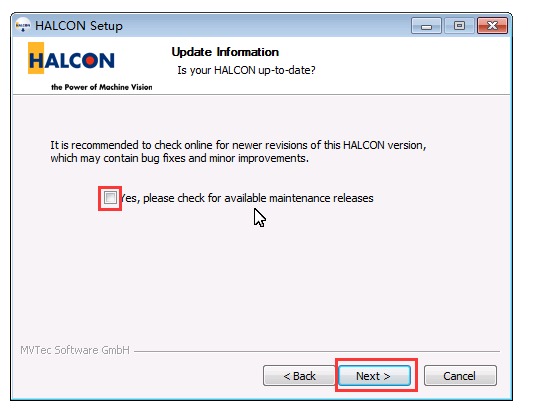 HALCON Setup
HALCON
the Power of Machine Vision
Update Information
Is your HALCON up-to-date?
It is recommended to check online for newer revisions of this HALCON version,
which may contain bug fixes and minor improvements.
Yes, please check for available maintenance releases
MVTec Software GmbH
< Back
Next >
Cancel